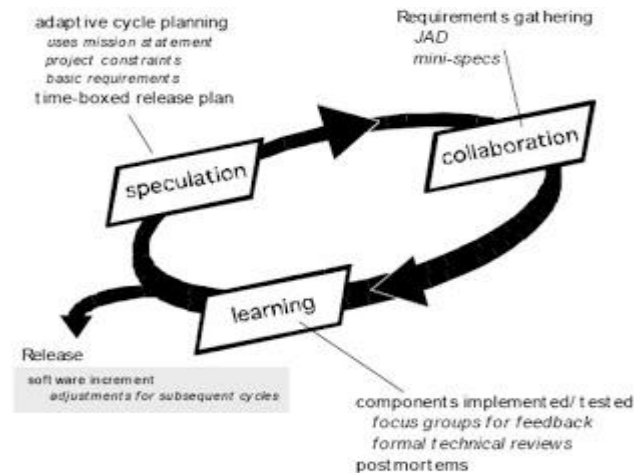 adaptive cycle planning
uses mission statement
project constraints
basic requirements
time-boxed release plan
Requirements gathering
JAD
mini-specs
speculation
collaboration
learning
Release
software increment
adjustments for subsequent cycles
components implemented/tested
focus groups for feedback
formal technical reviews
postmortems